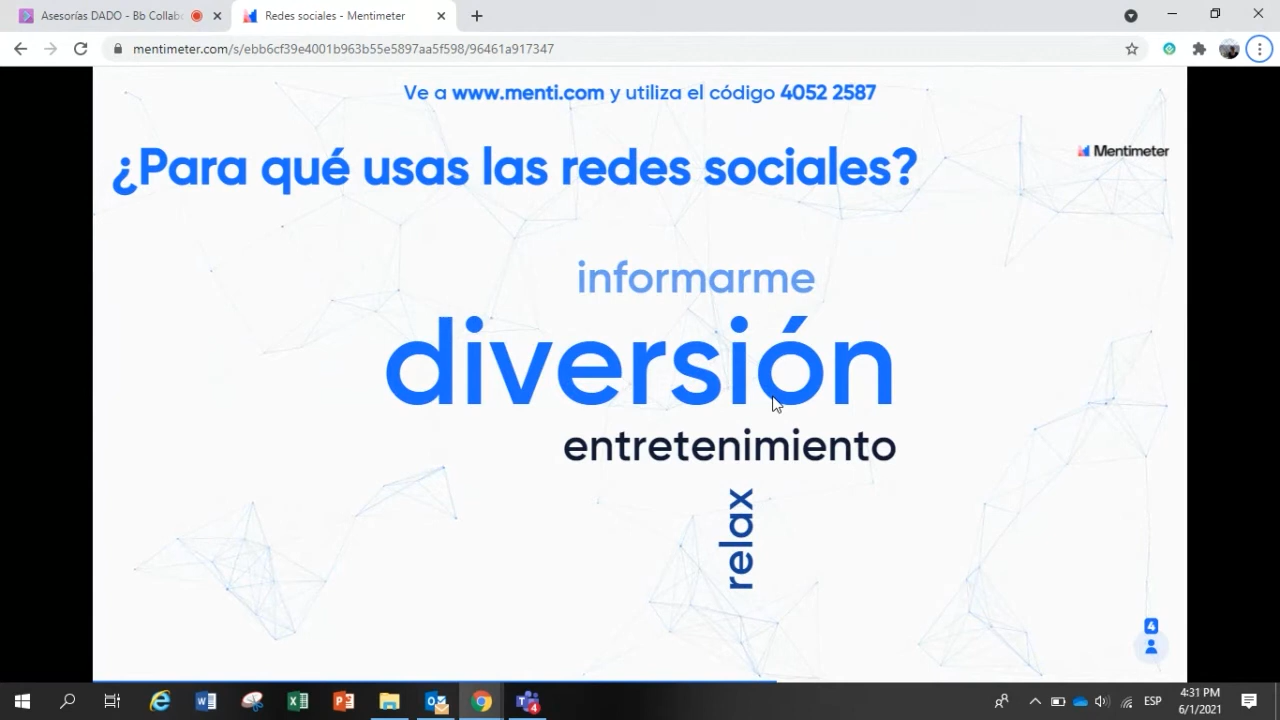 Asesorías DADO - Bb Collab
Redes sociales - Mentimeter
mentimeter.com/s/ebb6cf39e4001b963b55e5897aa5f598/96461a917347
Ve a www.menti.com y utiliza el código 4052 2587
¿Para qué usas las redes sociales?
Mentimeter
informarme
diversión
entretenimiento
relax
4
4
ESP
4:31 PM
6/1/2021